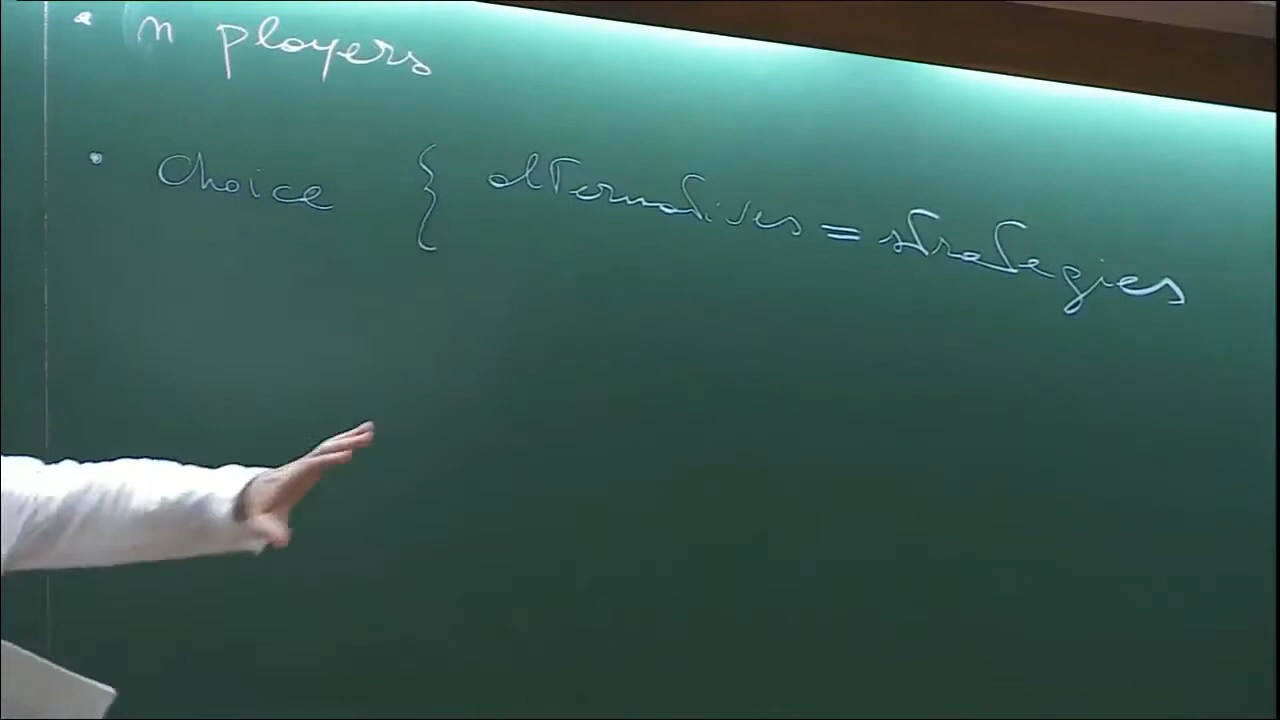 • n players
• choice { alternatives = strategies